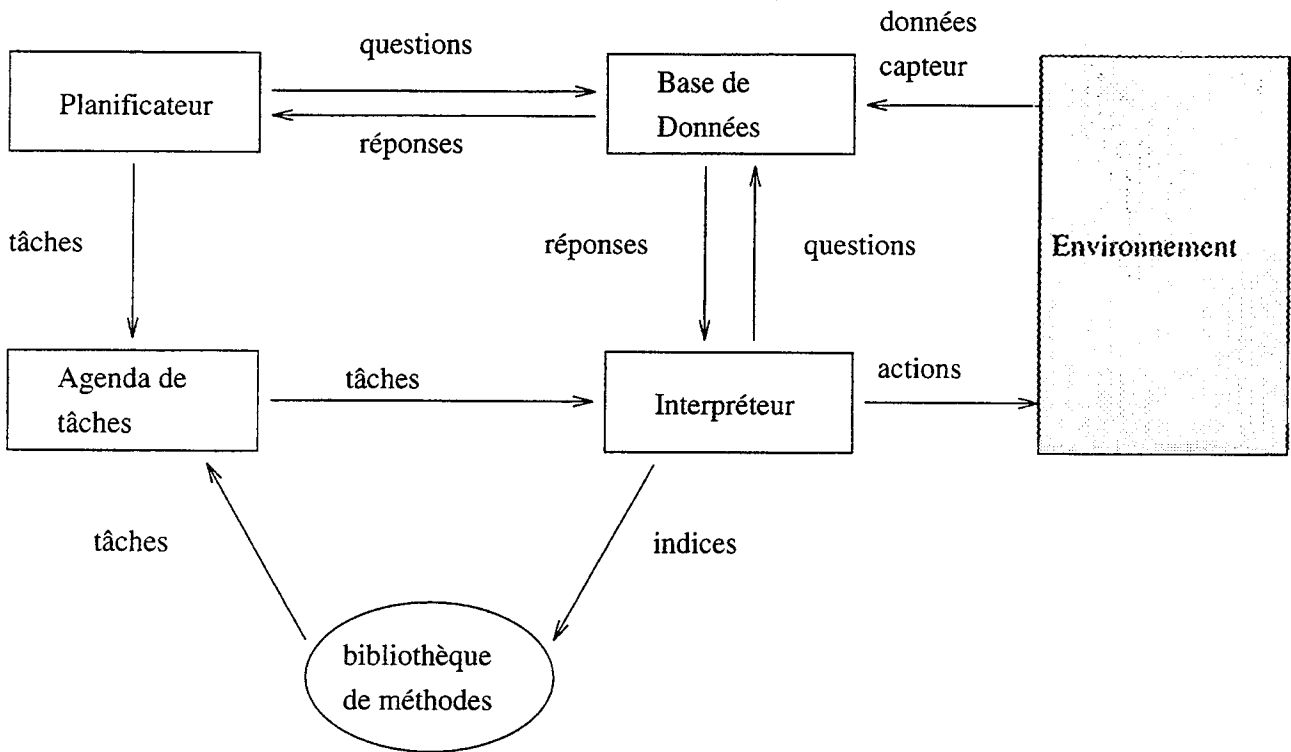 données
questions
capteur
Planificateur
Base de
Données
réponses
tâches
réponses
questions
Environnement
Agenda de
tâches
tâches
Interpréteur
actions
tâches
indices
bibliothèque
de méthodes